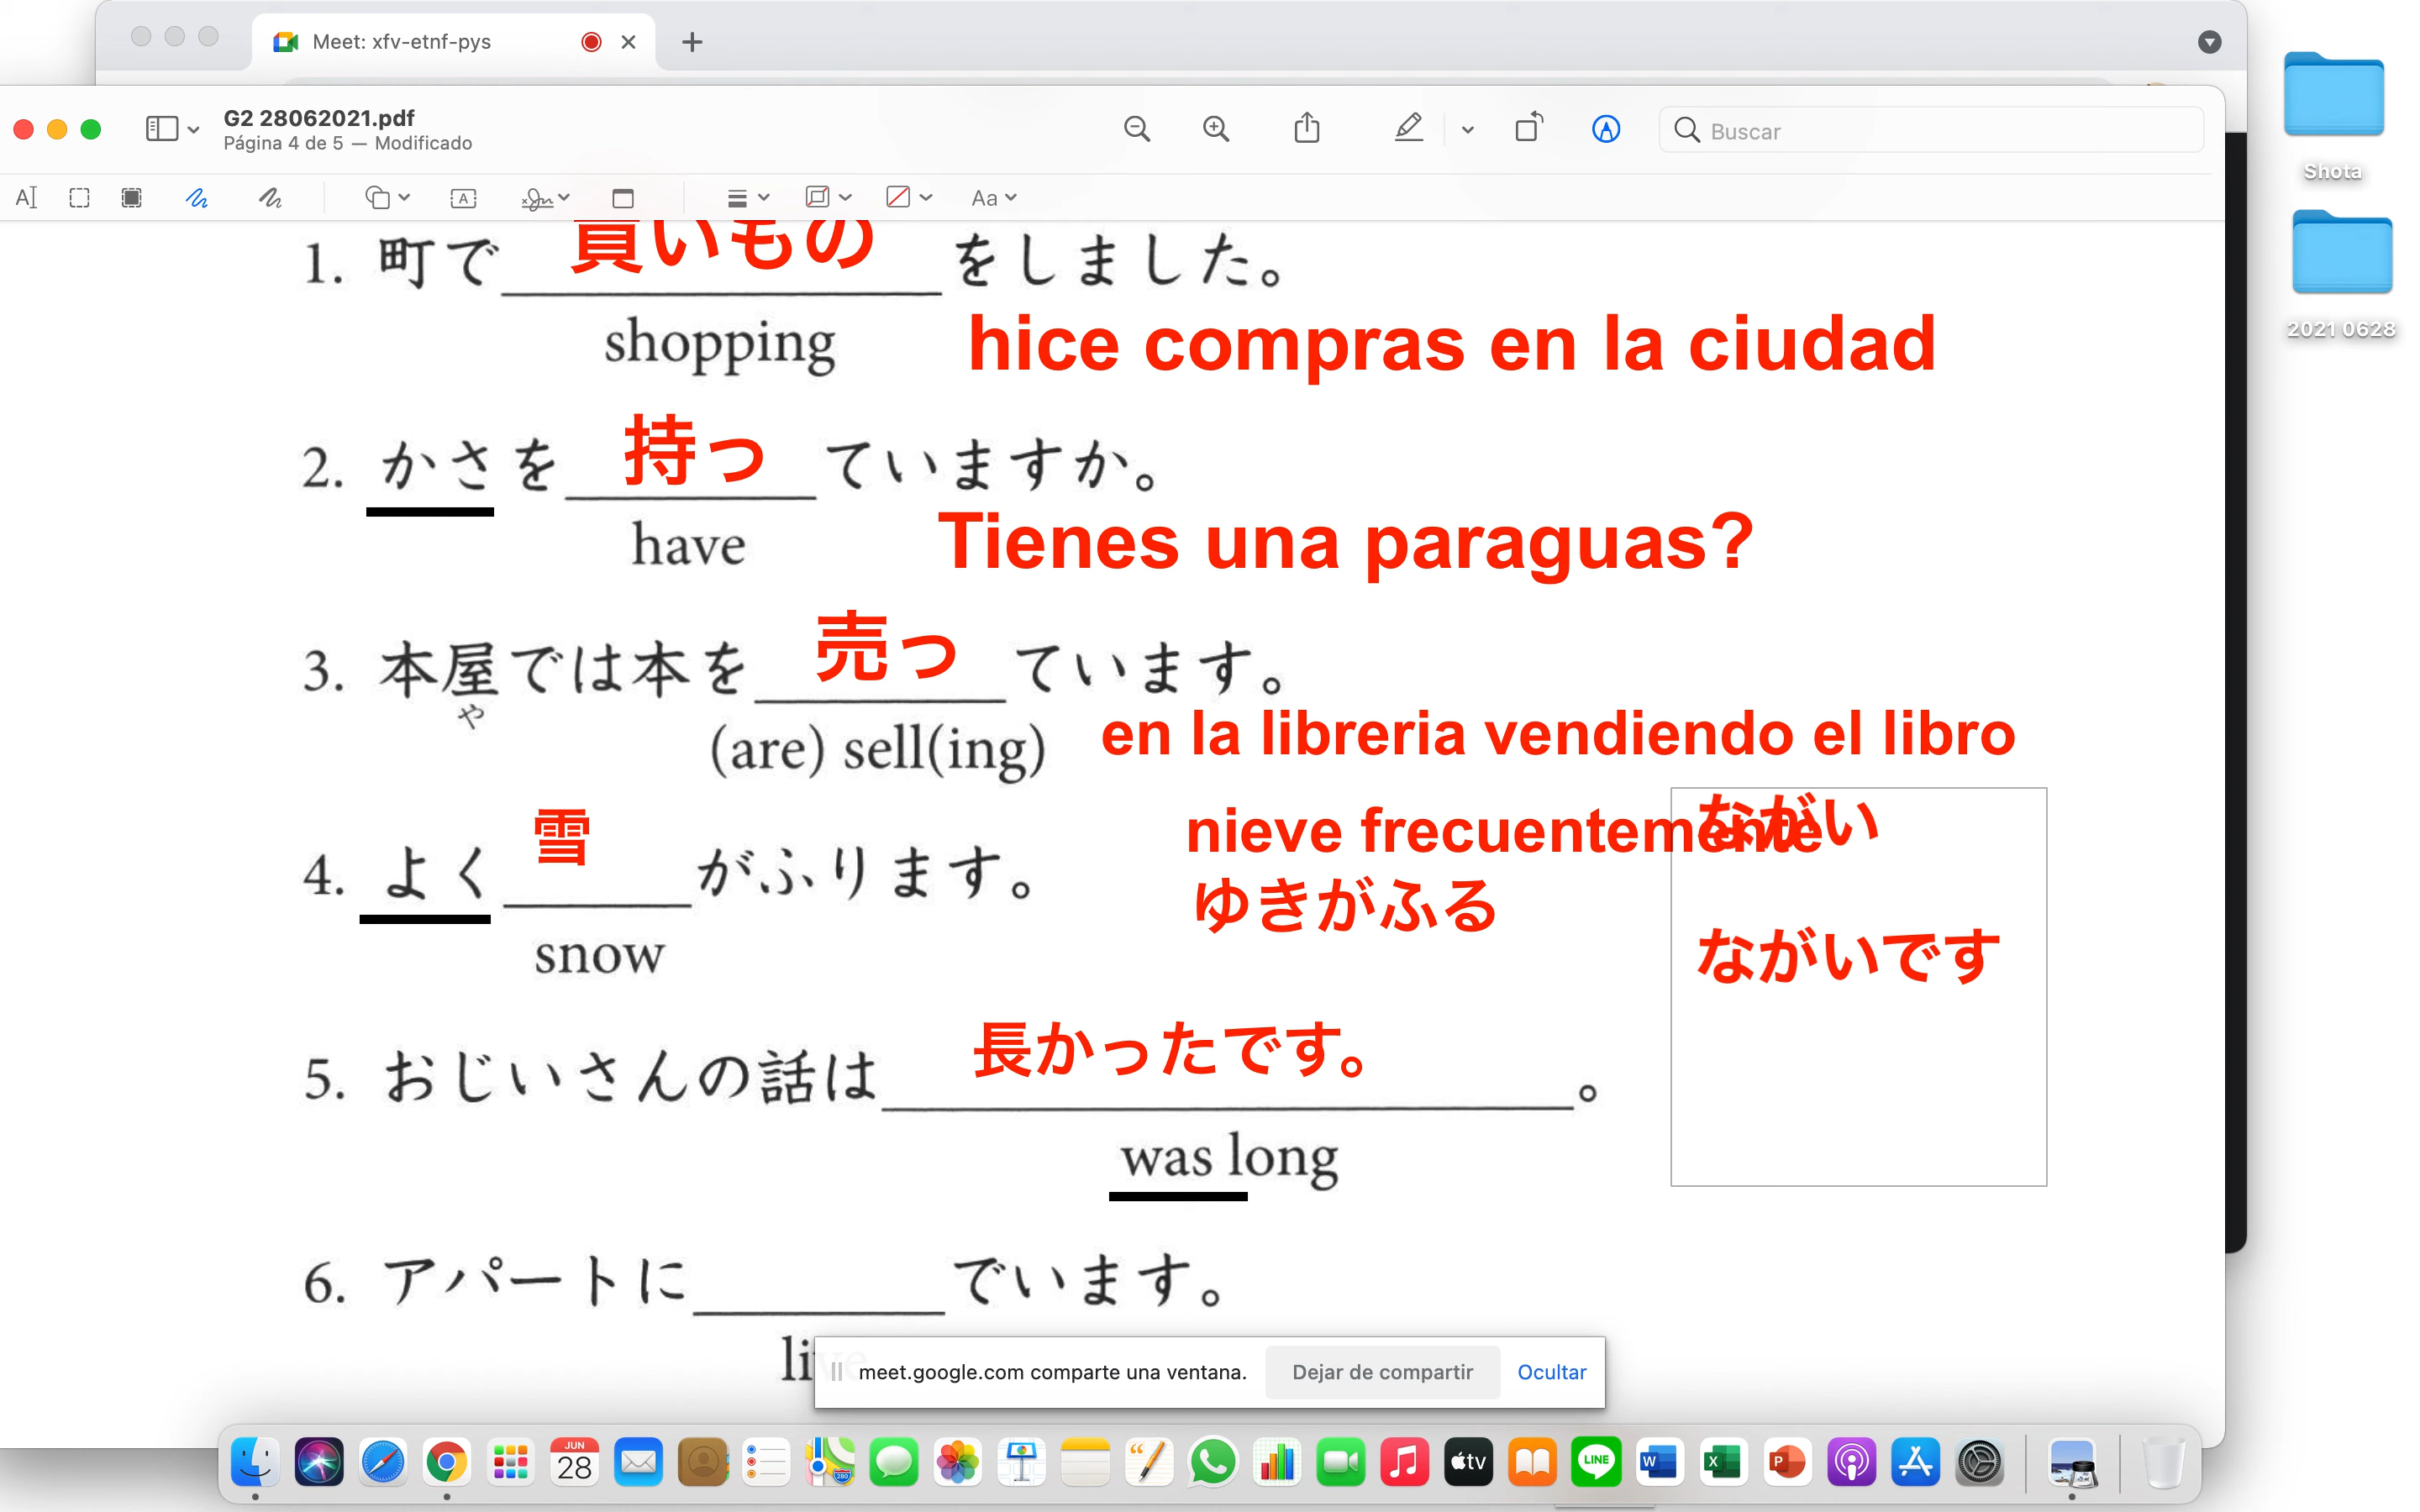 Meet: xfv-etnf-pys
G2 28062021.pdf
Página 4 de 5 — Modificado
Buscar
Shota
2021 0628
A
Aa
1. 町で 買いもの をしました。
shopping
hice compras en la ciudad
2. かさを 持っ ていますか。
have
Tienes una paraguas?
3. 本屋では本を 売っ ています。
や
(are) sell(ing)
en la libreria vendiendo el libro
nieve frecuentemente
ながい
4. よく 雪 がふります。
ゆきがふる
snow
ながいです
5. おじいさんの話は 長かったです。 。
was long
6. アパートに でいます。
live
meet.google.com comparte una ventana.
Dejar de compartir
Ocultar
JUN
28
280
tv
LINE
W
X
P